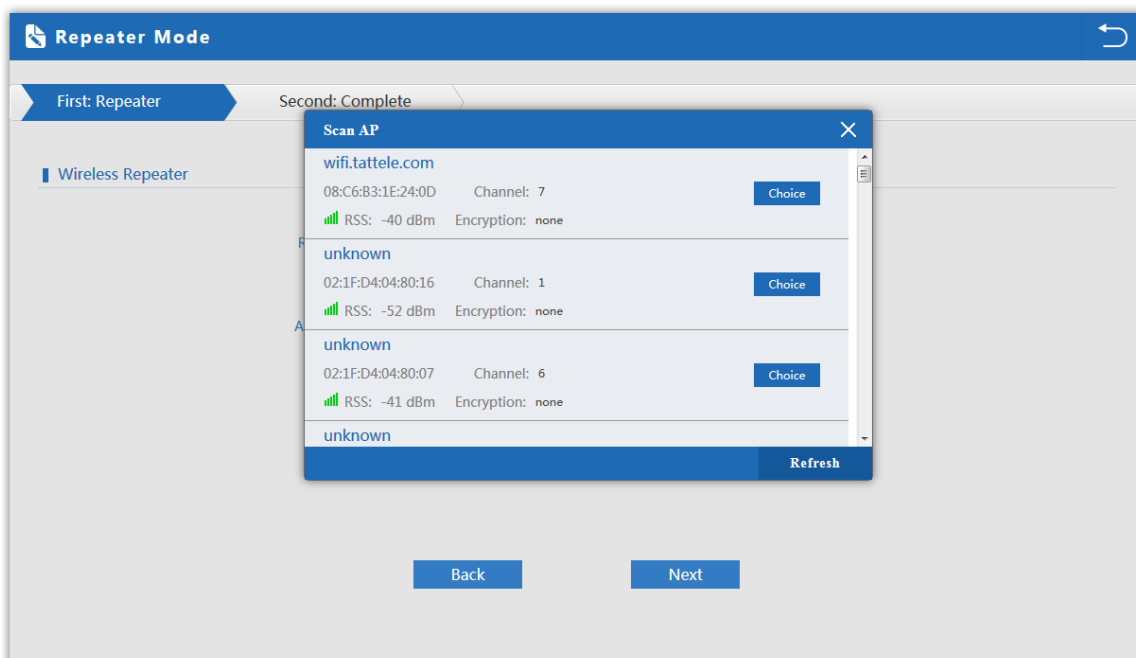 Repeater Mode
First: Repeater
Second: Complete
Scan AP
Wireless Repeater
wifi.tattele.com
08:C6:B3:1E:24:0D Channel: 7
Choice
RSS: -40 dBm Encryption: none
R
unknown
02:1F:D4:04:80:16 Channel: 1
Choice
RSS: -52 dBm Encryption: none
A
unknown
02:1F:D4:04:80:07 Channel: 6
Choice
RSS: -41 dBm Encryption: none
unknown
Refresh
Back
Next